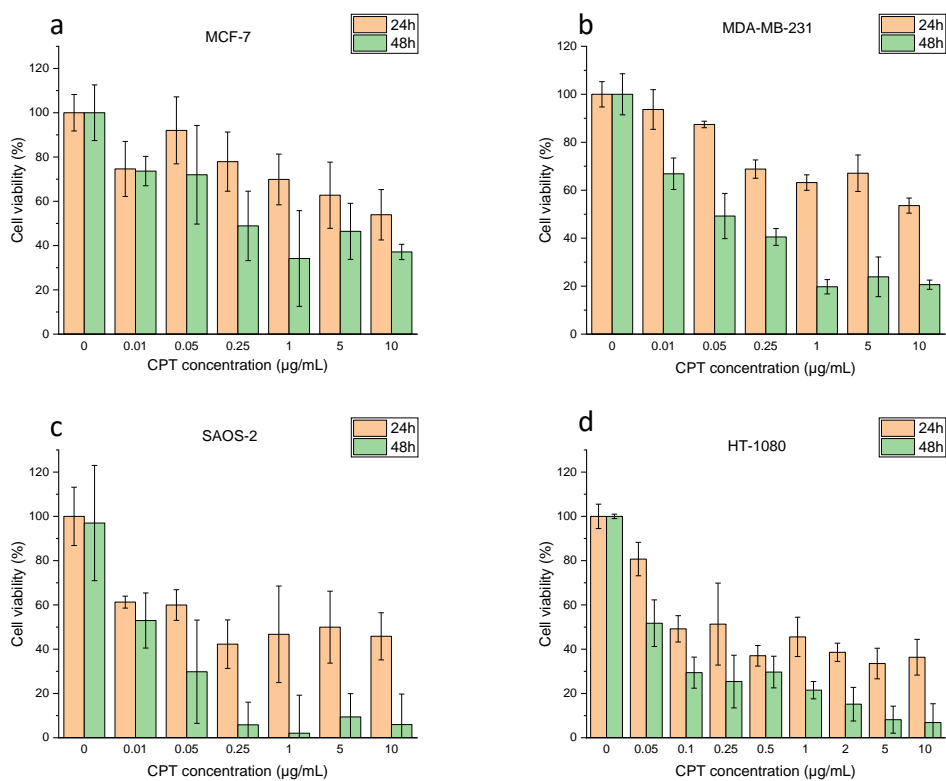 a
MCF-7
24h
48h
120
100
80
60
40
20
0
Cell viability (%)
0 0.01 0.05 0.25 1 5 10
CPT concentration (µg/mL)
b
MDA-MB-231
24h
48h
120
100
80
60
40
20
0
Cell viability (%)
0 0.01 0.05 0.25 1 5 10
CPT concentration (µg/mL)
c
SAOS-2
24h
48h
120
100
80
60
40
20
0
Cell viability (%)
0 0.01 0.05 0.25 1 5 10
CPT concentration (µg/mL)
d
HT-1080
24h
48h
120
100
80
60
40
20
0
Cell viability (%)
0 0.05 0.1 0.25 0.5 1 2 5 10
CPT concentration (µg/mL)